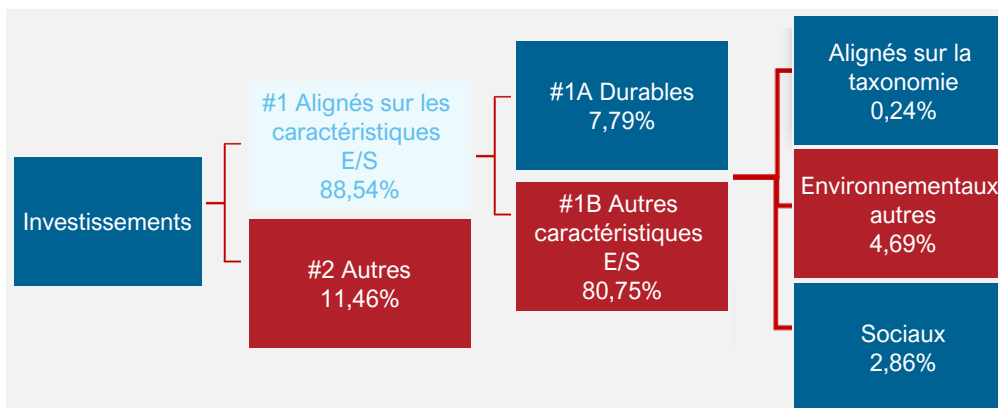 Investissements
#1 Alignés sur les
caractéristiques
E/S
88,54%
#2 Autres
11,46%
#1A Durables
7,79%
#1B Autres
caractéristiques
E/S
80,75%
Alignés sur la
taxonomie
0,24%
Environnementaux
autres
4,69%
Sociaux
2,86%